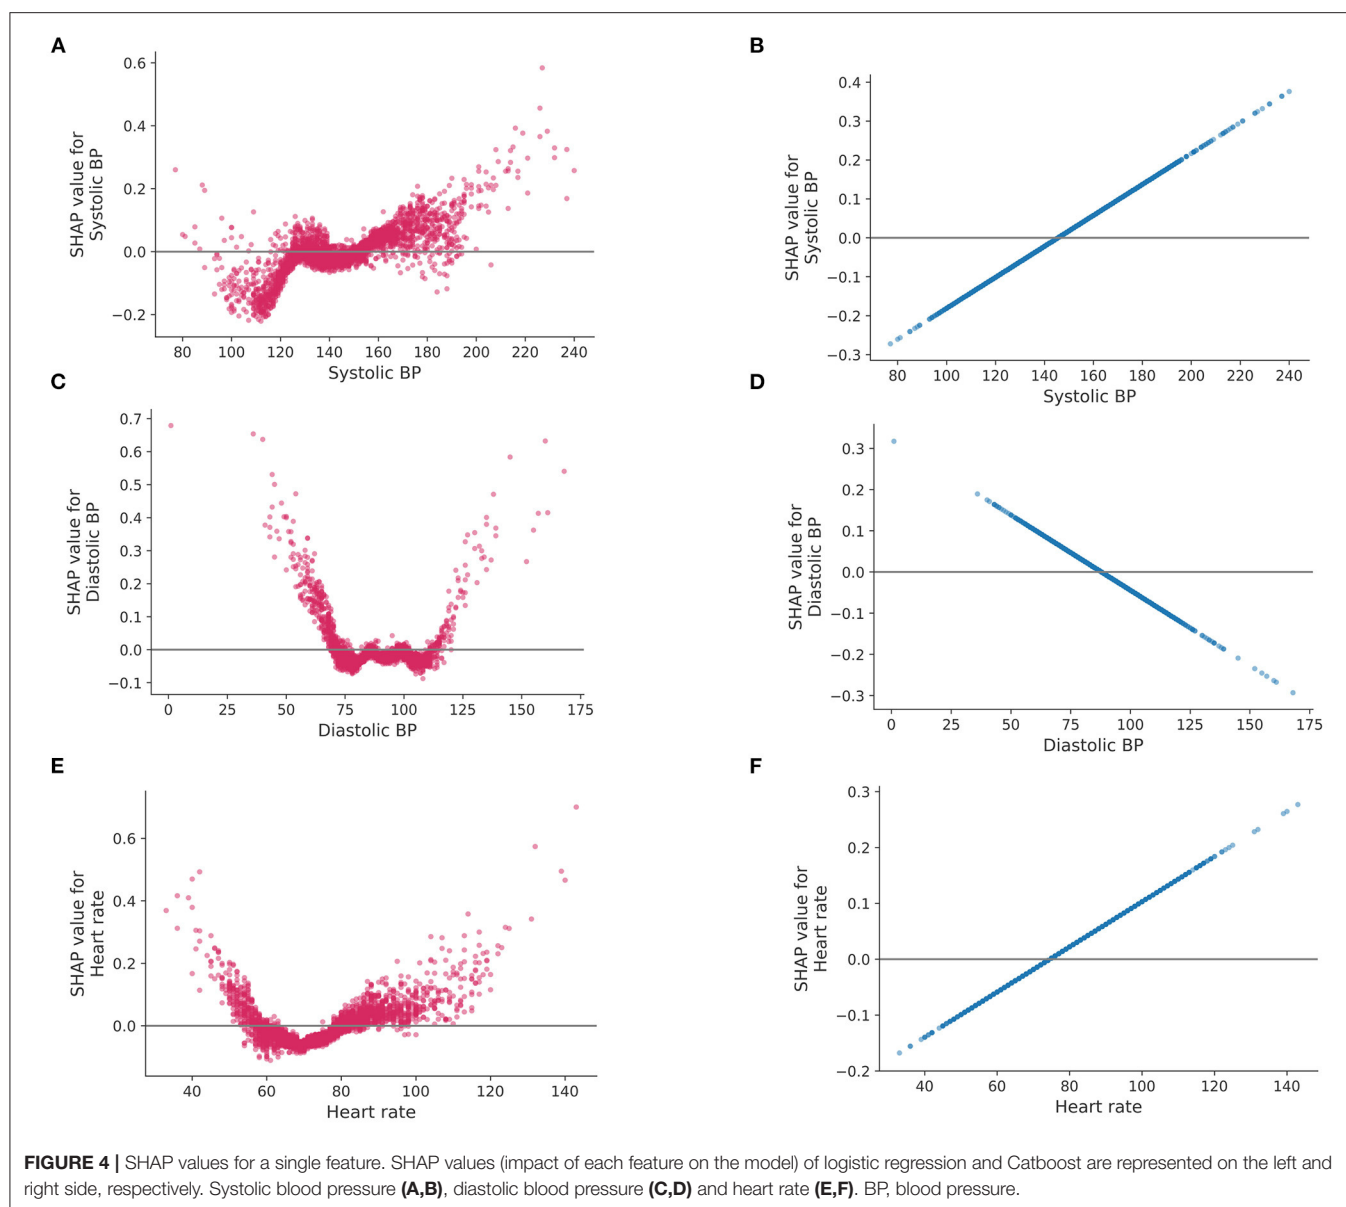 A
SHAP value for
Systolic BP
0.6
0.4
0.2
0.0
−0.2
80 100 120 140 160 180 200 220 240
Systolic BP
B
SHAP value for
Systolic BP
0.4
0.3
0.2
0.1
0.0
−0.1
−0.2
−0.3
80 100 120 140 160 180 200 220 240
Systolic BP
C
SHAP value for
Diastolic BP
0.7
0.6
0.5
0.4
0.3
0.2
0.1
0.0
−0.1
0 25 50 75 100 125 150 175
Diastolic BP
D
SHAP value for
Diastolic BP
0.3
0.2
0.1
0.0
−0.1
−0.2
−0.3
0 25 50 75 100 125 150 175
Diastolic BP
E
SHAP value for
Heart rate
0.6
0.4
0.2
0.0
40 60 80 100 120 140
Heart rate
F
SHAP value for
Heart rate
0.3
0.2
0.1
0.0
−0.1
−0.2
40 60 80 100 120 140
Heart rate
FIGURE 4 | SHAP values for a single feature. SHAP values (impact of each feature on the model) of logistic regression and Catboost are represented on the left and
right side, respectively. Systolic blood pressure (A,B), diastolic blood pressure (C,D) and heart rate (E,F). BP, blood pressure.